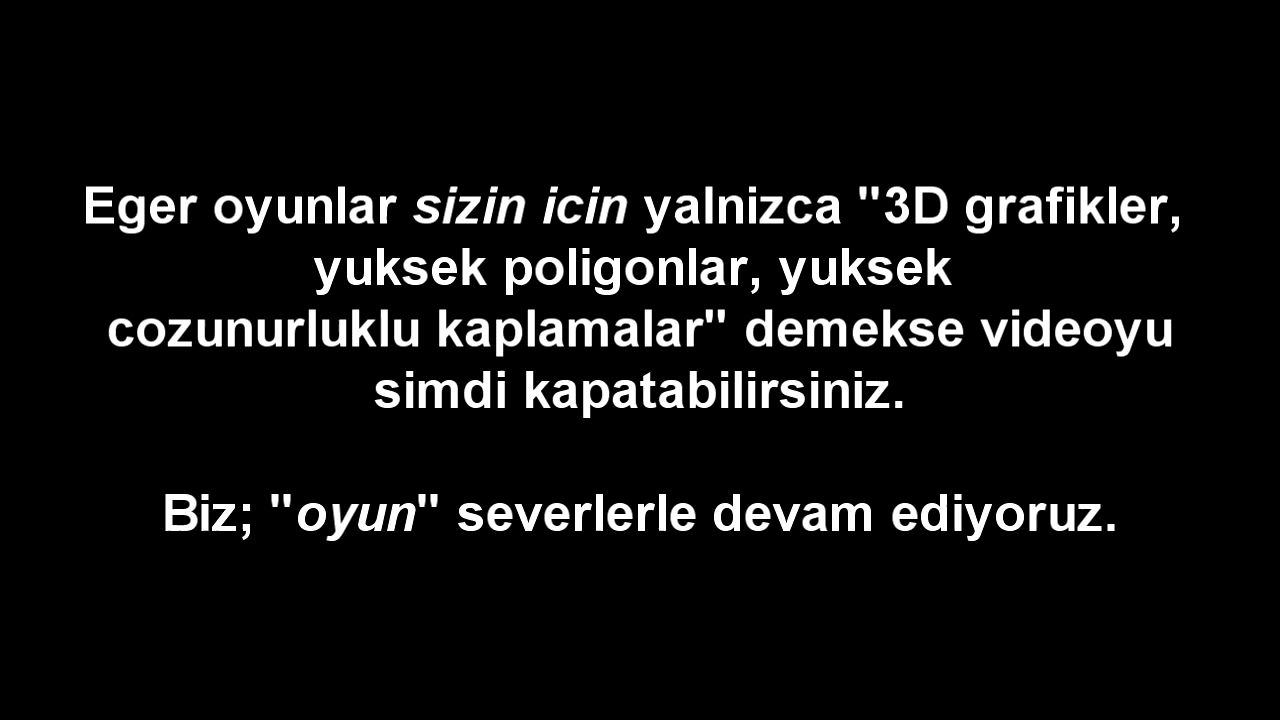 Eger oyunlar sizin icin yalnizca "3D grafikler,
yuksek poligonlar, yuksek
cozunurluklu kaplamalar" demekse videoyu
simdi kapatabilirsiniz.
Biz; "oyun" severlerle devam ediyoruz.